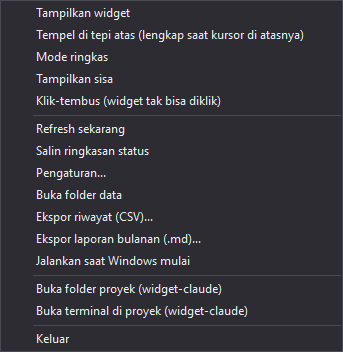 Tampilkan widget
Tempel di tepi atas (lengkap saat kursor di atasnya)
Mode ringkas
Tampilkan sisa
Klik-tembus (widget tak bisa diklik)
Refresh sekarang
Salin ringkasan status
Pengaturan...
Buka folder data
Ekspor riwayat (CSV)...
Ekspor laporan bulanan (.md)...
Jalankan saat Windows mulai
Buka folder proyek (widget-claude)
Buka terminal di proyek (widget-claude)
Keluar